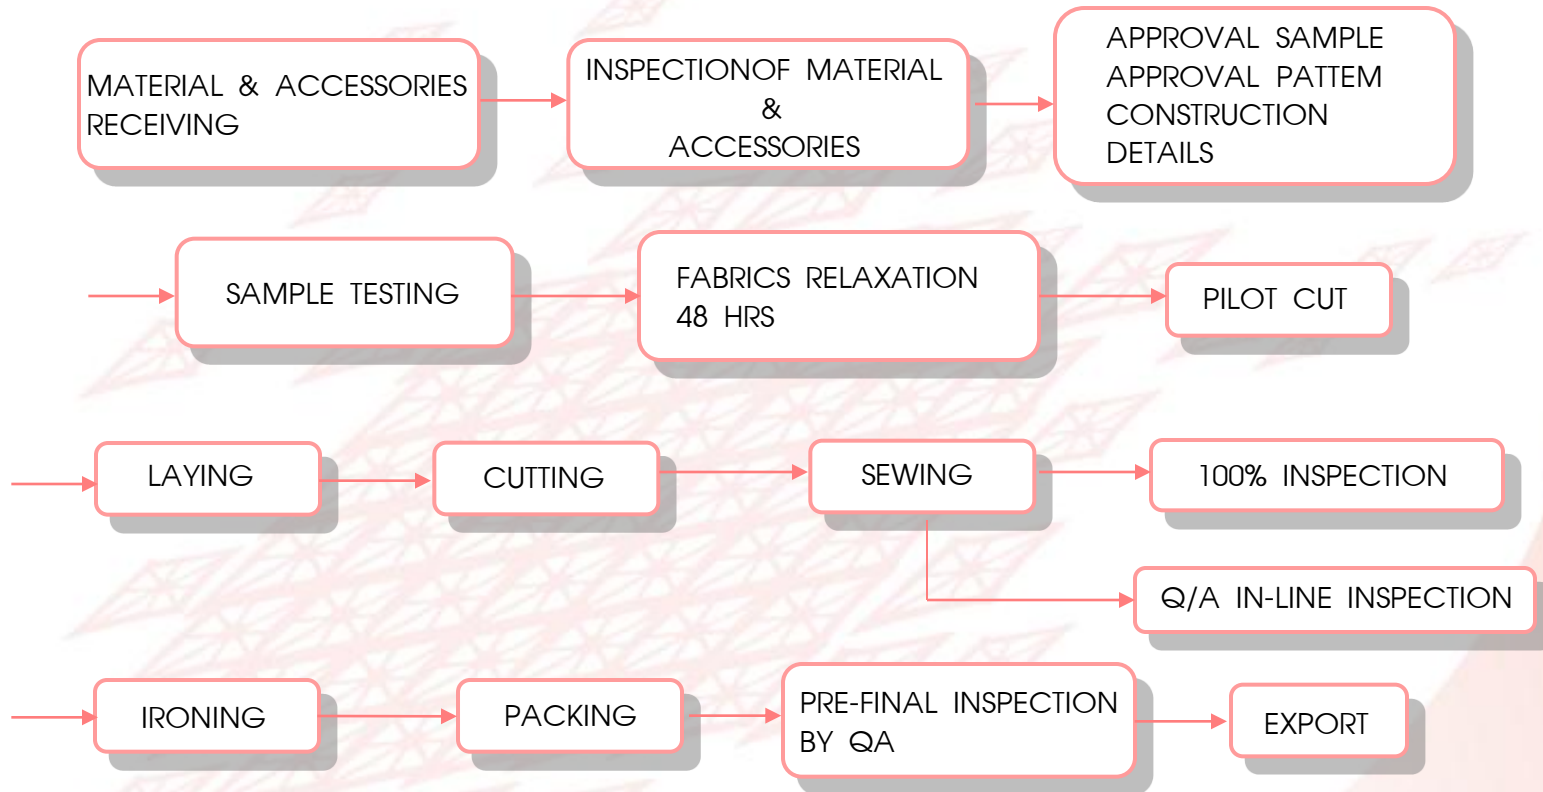 MATERIAL & ACCESSORIES
RECEIVING
INSPECTIONOF MATERIAL
&
ACCESSORIES
APPROVAL SAMPLE
APPROVAL PATTEM
CONSTRUCTION
DETAILS
SAMPLE TESTING
FABRICS RELAXATION
48 HRS
PILOT CUT
LAYING
CUTTING
SEWING
100% INSPECTION
Q/A IN-LINE INSPECTION
IRONING
PACKING
PRE-FINAL INSPECTION
BY QA
EXPORT